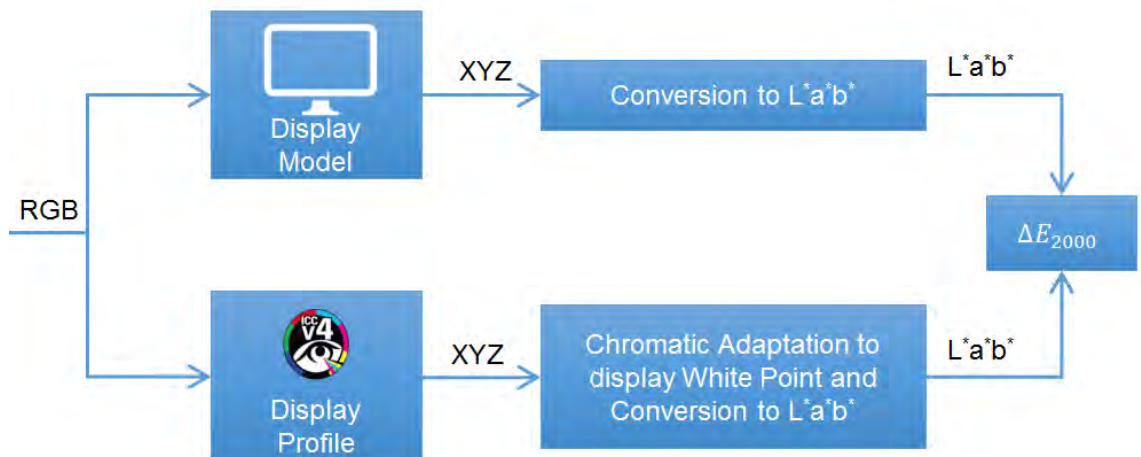 Display
Model
XYZ
Conversion to L*a*b*
L*a*b*
RGB
ΔE₂₀₀₀
ICC
V4
Display
Profile
XYZ
Chromatic Adaptation to
display White Point and
Conversion to L*a*b*
L*a*b*